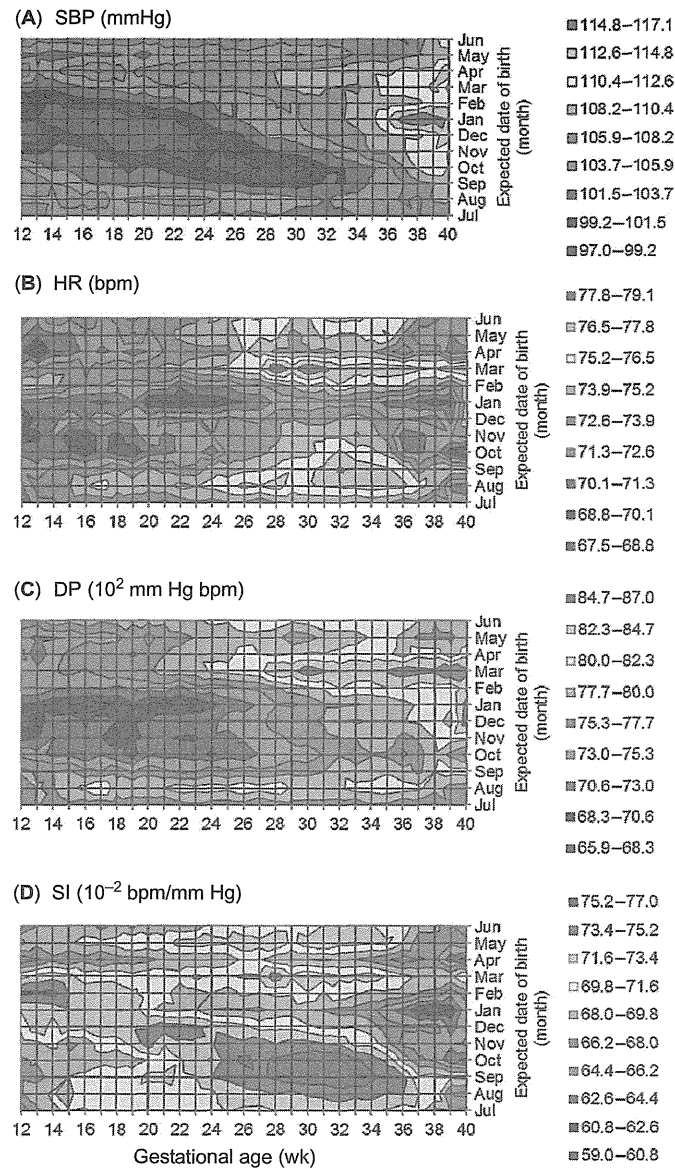 (A) SBP (mmHg)
Jun
May
Apr
Mar
Feb
Jan
Dec
Nov
Oct
Sep
Aug
Jul
Expected date of birth
(month)
12 14 16 18 20 22 24 26 28 30 32 34 36 38 40
114.8–117.1
112.6–114.8
110.4–112.6
108.2–110.4
105.9–108.2
103.7–105.9
101.5–103.7
99.2–101.5
97.0–99.2
(B) HR (bpm)
Jun
May
Apr
Mar
Feb
Jan
Dec
Nov
Oct
Sep
Aug
Jul
Expected date of birth
(month)
12 14 16 18 20 22 24 26 28 30 32 34 36 38 40
77.8–79.1
76.5–77.8
75.2–76.5
73.9–75.2
72.6–73.9
71.3–72.6
70.1–71.3
68.8–70.1
67.5–68.8
(C) DP (10² mm Hg bpm)
Jun
May
Apr
Mar
Feb
Jan
Dec
Nov
Oct
Sep
Aug
Jul
Expected date of birth
(month)
12 14 16 18 20 22 24 26 28 30 32 34 36 38 40
84.7–87.0
82.3–84.7
80.0–82.3
77.7–80.0
75.3–77.7
73.0–75.3
70.6–73.0
68.3–70.6
65.9–68.3
(D) SI (10⁻² bpm/mm Hg)
Jun
May
Apr
Mar
Feb
Jan
Dec
Nov
Oct
Sep
Aug
Jul
Expected date of birth
(month)
12 14 16 18 20 22 24 26 28 30 32 34 36 38 40
Gestational age (wk)
75.2–77.0
73.4–75.2
71.6–73.4
69.8–71.6
68.0–69.8
66.2–68.0
64.4–66.2
62.6–64.4
60.8–62.6
59.0–60.8